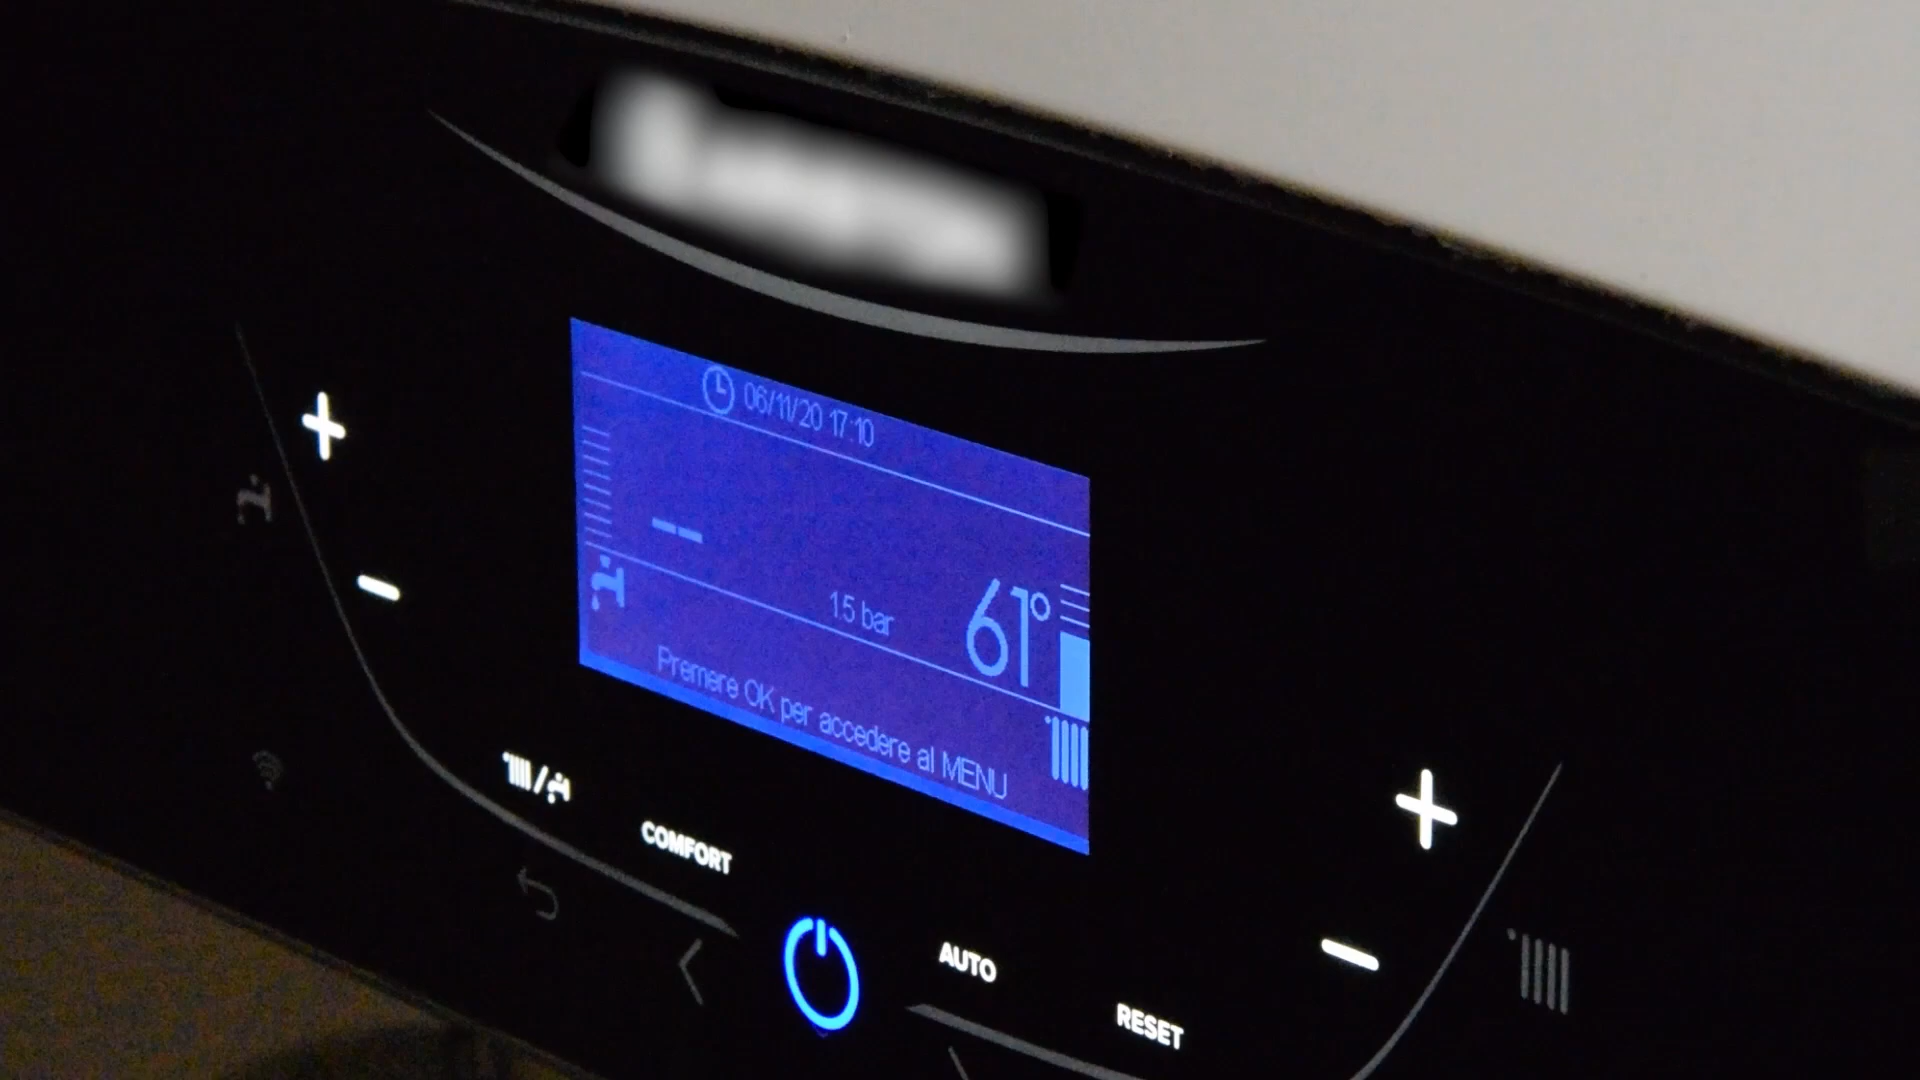 06/11/20 17:10
--
1.5 bar
61°
Premere OK per accedere al MENU
COMFORT
AUTO
RESET